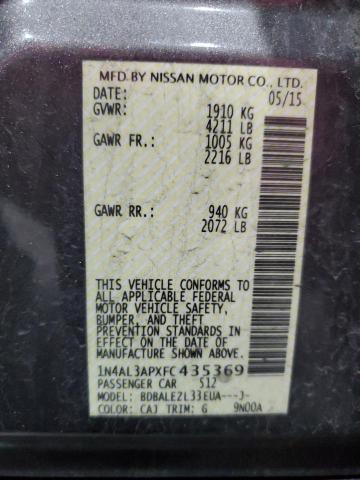 MFD BY NISSAN MOTOR CO., LTD.
DATE: 05/15
GVWR: 1910 KG
4211 LB
GAWR FR.: 1005 KG
2216 LB
GAWR RR.: 940 KG
2072 LB
THIS VEHICLE CONFORMS TO
ALL APPLICABLE FEDERAL
MOTOR VEHICLE SAFETY,
BUMPER, AND THEFT
PREVENTION STANDARDS
IN EFFECT ON THE DATE OF
MANUFACTURE SHOWN ABOVE.
1N4AL3APXFC435369
PASSENGER CAR S12
MODEL: BDBALEZL33EUA---J-
COLOR: CAJ TRIM: G 9N00A